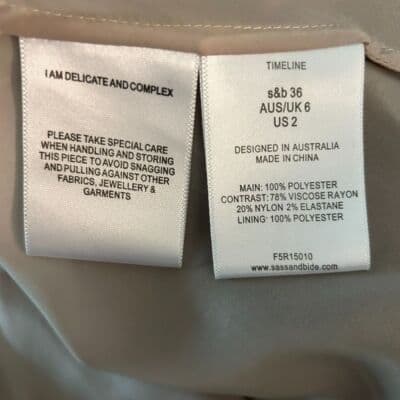 I AM DELICATE AND COMPLEX
PLEASE TAKE SPECIAL CARE
WHEN HANDLING AND STORING
THIS PIECE TO AVOID SNAGGING
AND PULLING AGAINST OTHER
FABRICS, JEWELLERY &
GARMENTS
TIMELINE
s&b 36
AUS/UK 6
US 2
DESIGNED IN AUSTRALIA
MADE IN CHINA
MAIN: 100% POLYESTER
CONTRAST: 78% VISCOSE RAYON
20% NYLON 2% ELASTANE
LINING: 100% POLYESTER
F5R15010
www.sassandbide.com